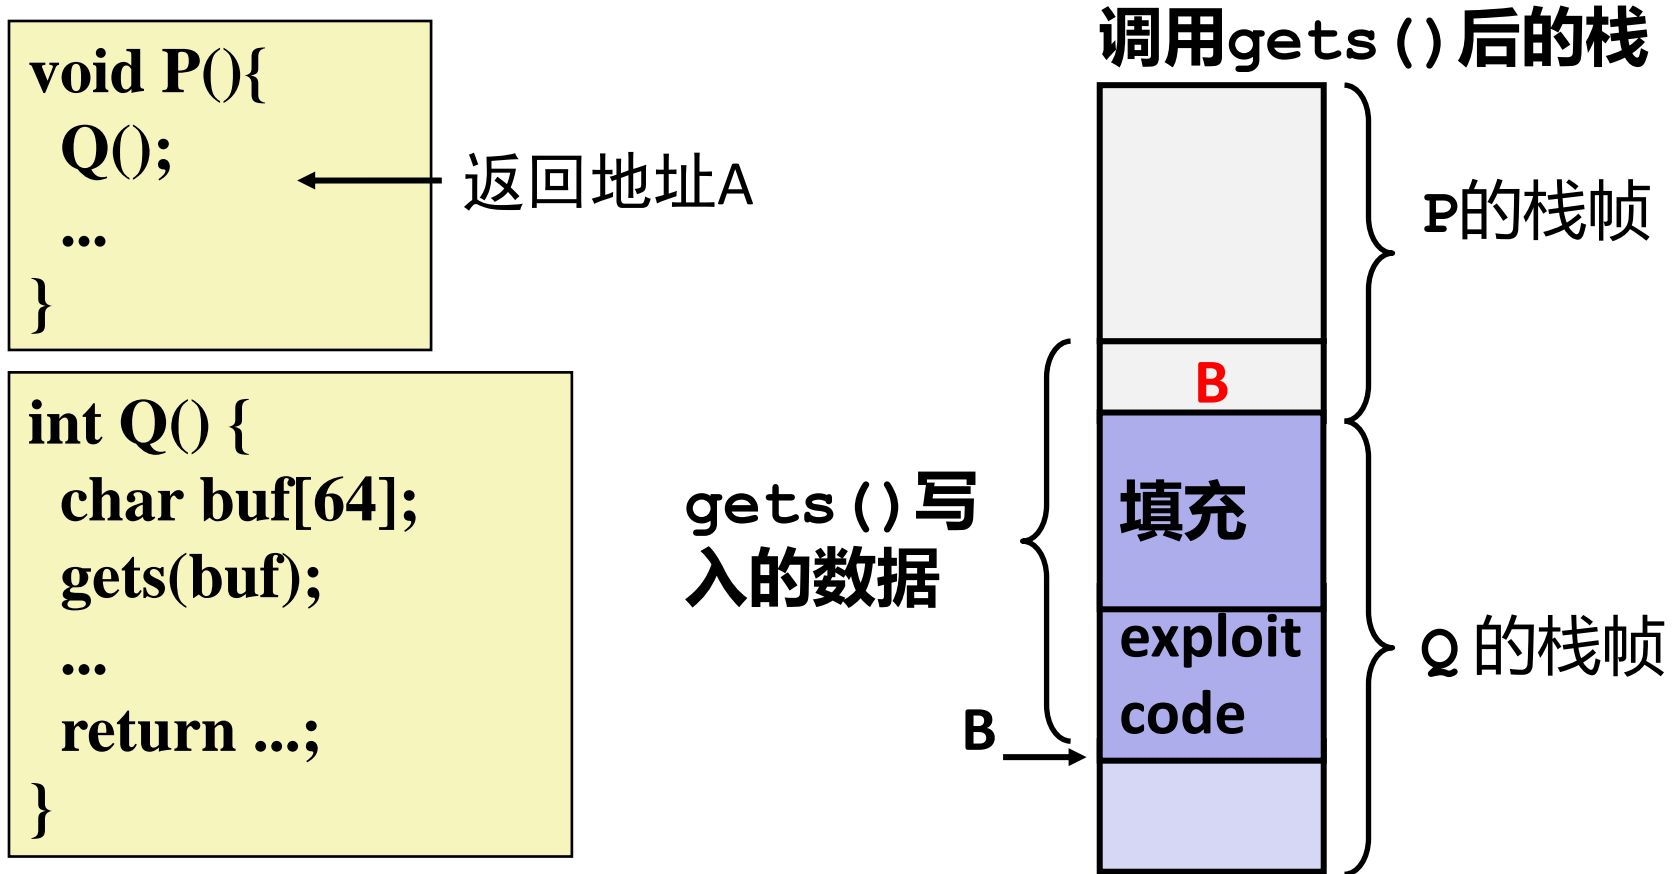 void P(){
Q();
...
}
返回地址A
int Q() {
char buf[64];
gets(buf);
...
return ...;
}
调用gets()后的栈
P的栈帧
B
gets()写
入的数据
填充
exploit
code
B
Q 的栈帧